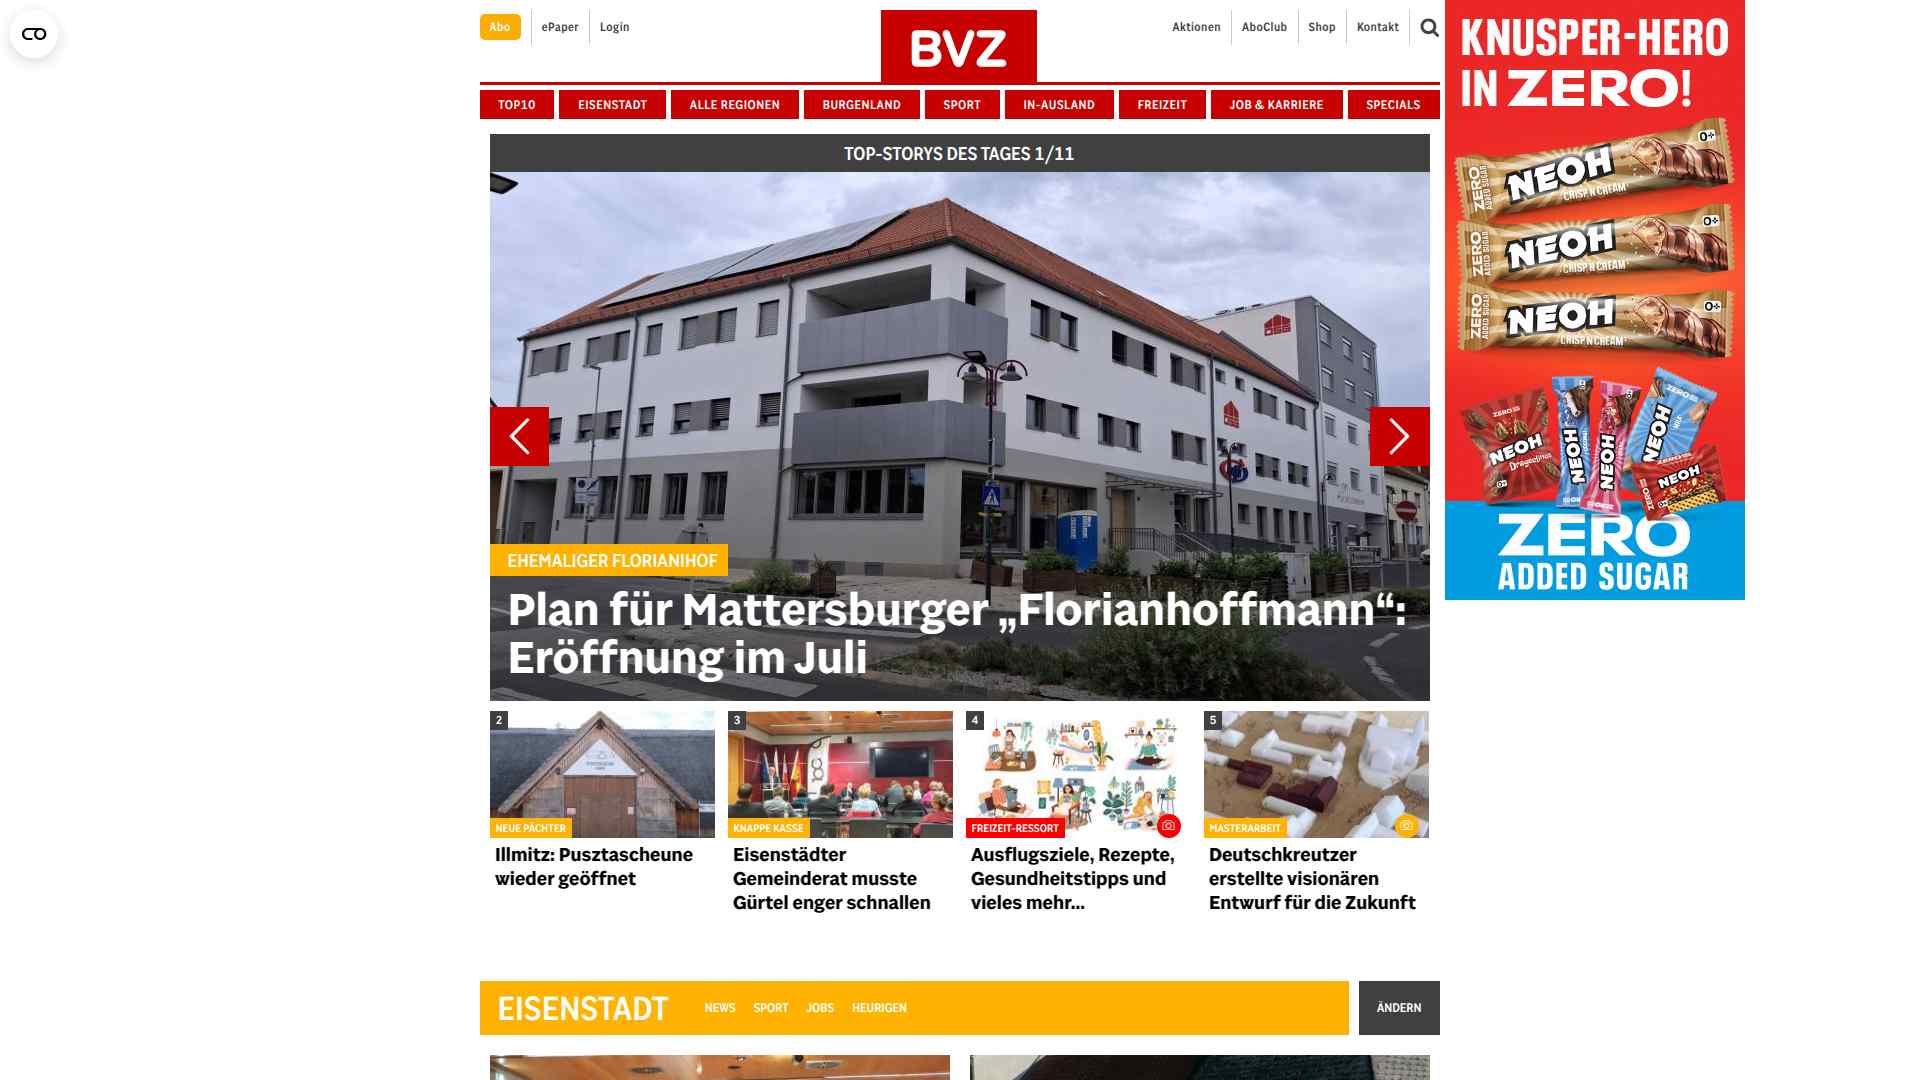 Abo
ePaper
Login
BVZ
Aktionen
AboClub
Shop
Kontakt
TOP10
EISENSTADT
ALLE REGIONEN
BURGENLAND
SPORT
IN-AUSLAND
FREIZEIT
JOB & KARRIERE
SPECIALS
TOP-STORYS DES TAGES 1/11
EHEMALIGER FLORIANIHOF
Plan für Mattersburger „Florianhoffmann“:
Eröffnung im Juli
2
NEUE PÄCHTER
Illmitz: Pusztascheune
wieder geöffnet
3
KNAPPE KASSE
Eisenstädter
Gemeinderat musste
Gürtel enger schnallen
4
FREIZEIT-RESSORT
Ausflugsziele, Rezepte,
Gesundheitstipps und
vieles mehr...
5
MASTERARBEIT
Deutschkreutzer
erstellte visionären
Entwurf für die Zukunft
EISENSTADT
NEWS
SPORT
JOBS
HEURIGEN
ÄNDERN
KNUSPER-HERO
IN ZERO!
ZERO
ADDED SUGAR
NEOH
CRISP N CREAM
ZERO
ADDED SUGAR
NEOH
CRISP N CREAM
ZERO
ADDED SUGAR
NEOH
CRISP N CREAM
NEOH
NEOH
NEOH
NEOH
NEOH
ZERO
ADDED SUGAR